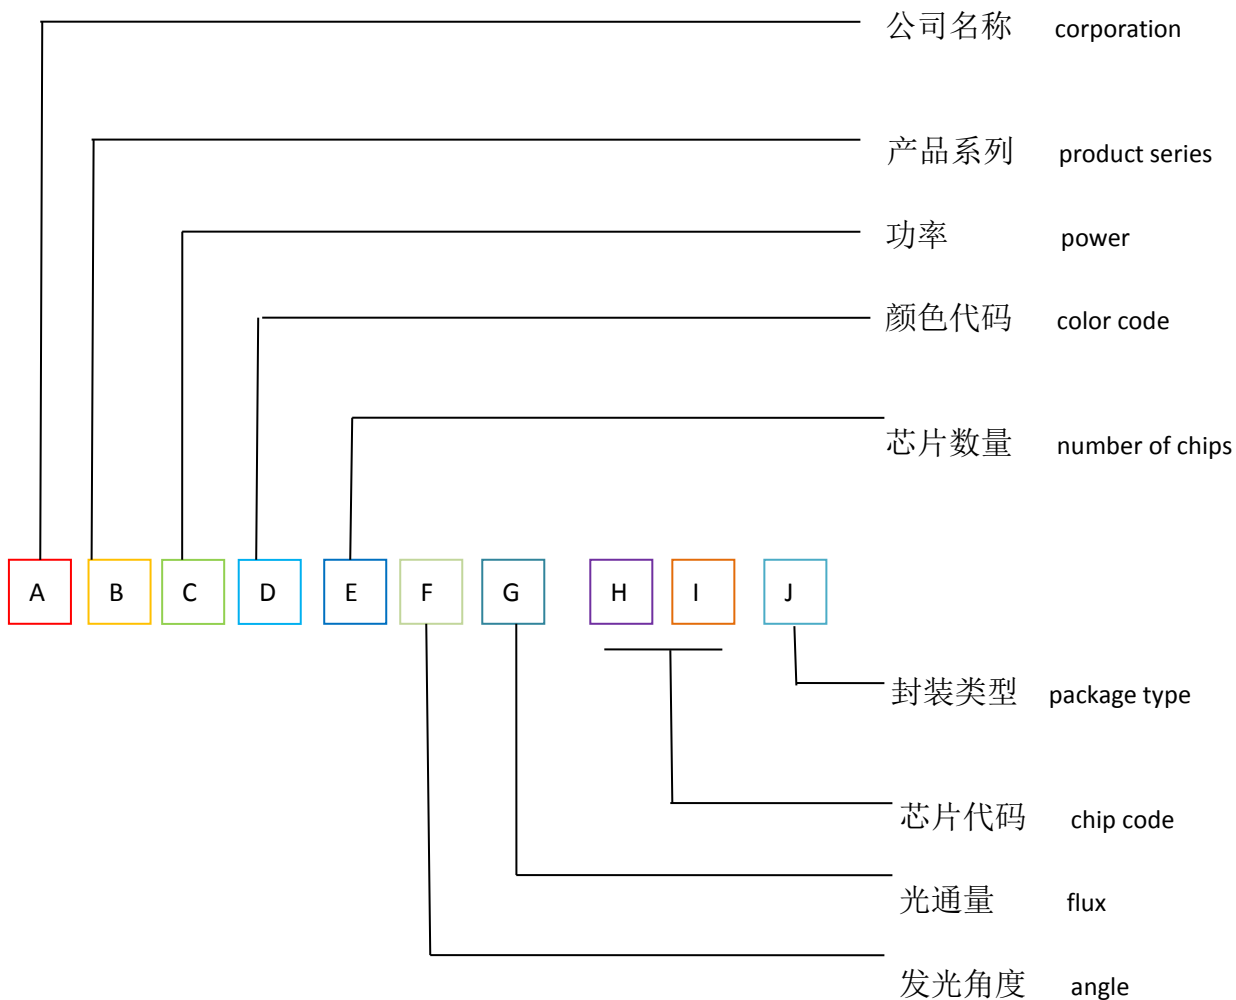 公司名称 corporation
产品系列 product series
功率 power
颜色代码 color code
芯片数量 number of chips
A B C D E F G H I J
封装类型 package type
芯片代码 chip code
光通量 flux
发光角度 angle